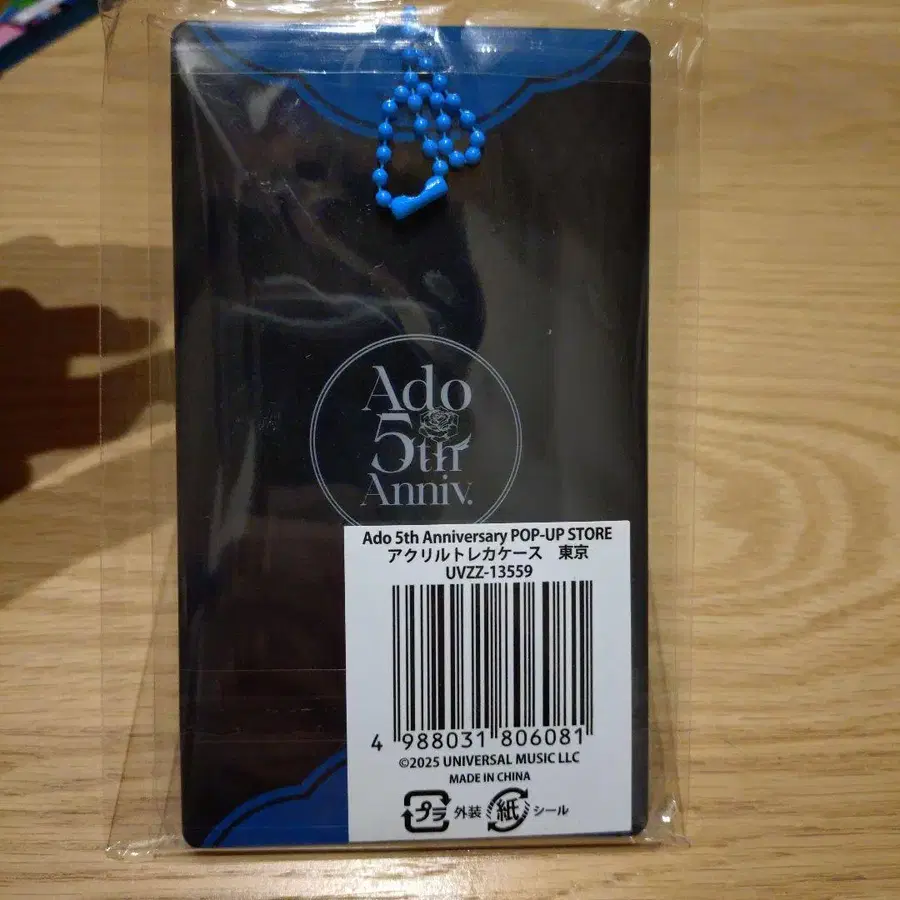 Ado
5th
Anniv.
Ado 5th Anniversary POP-UP STORE
アクリルトレカケース　東京
UVZZ-13559
4 988031 806081
©2025 UNIVERSAL MUSIC LLC
MADE IN CHINA
プラ 外装 紙 シール